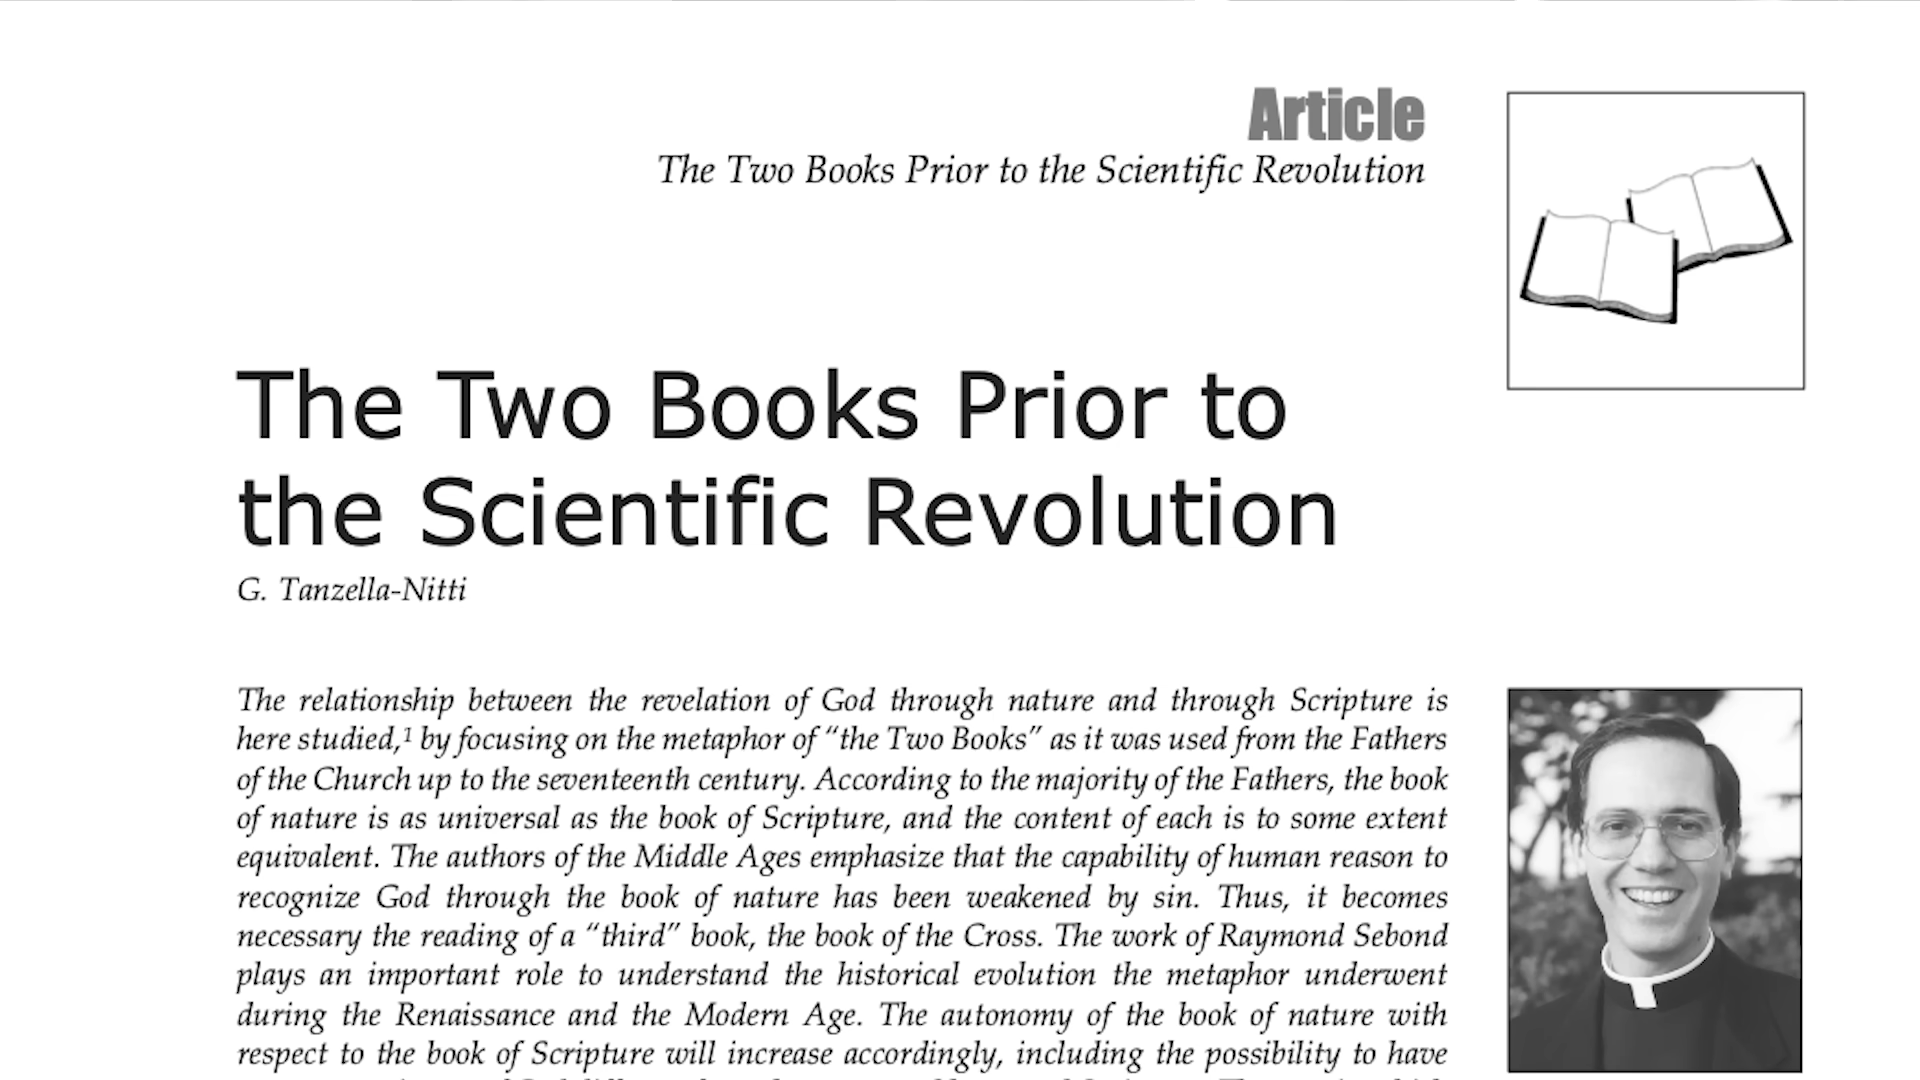 Article
The Two Books Prior to the Scientific Revolution
The Two Books Prior to
the Scientific Revolution
G. Tanzella-Nitti
The relationship between the revelation of God through nature and through Scripture is
here studied,¹ by focusing on the metaphor of “the Two Books” as it was used from the Fathers
of the Church up to the seventeenth century. According to the majority of the Fathers, the book
of nature is as universal as the book of Scripture, and the content of each is to some extent
equivalent. The authors of the Middle Ages emphasize that the capability of human reason to
recognize God through the book of nature has been weakened by sin. Thus, it becomes
necessary the reading of a “third” book, the book of the Cross. The work of Raymond Sebond
plays an important role to understand the historical evolution the metaphor underwent
during the Renaissance and the Modern Age. The autonomy of the book of nature with
respect to the book of Scripture will increase accordingly, including the possibility to have